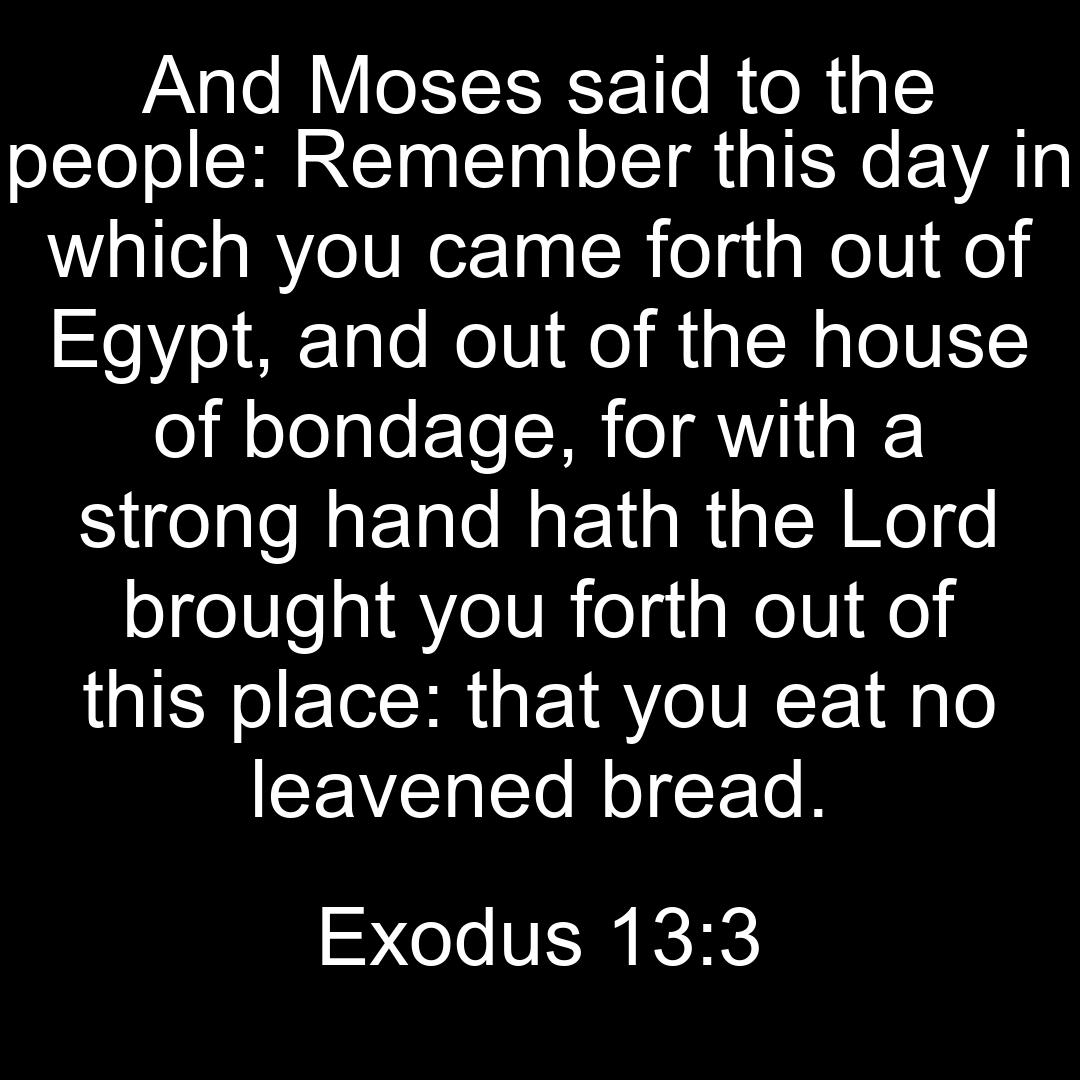 And Moses said to the
people: Remember this day in
which you came forth out of
Egypt, and out of the house
of bondage, for with a
strong hand hath the Lord
brought you forth out of
this place: that you eat no
leavened bread.
Exodus 13:3